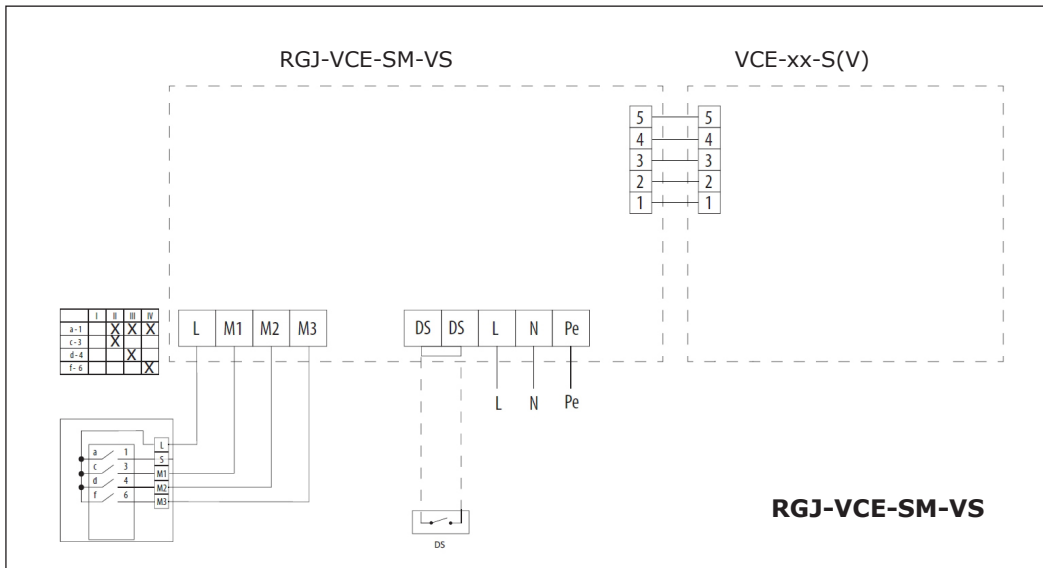 RGJ-VCE-SM-VS VCE-xx-S(V)
5 5
4 4
3 3
2 2
1 1
I II III IV
a-1 X X X
c-3 X
d-4 X
f-6 X
L M1 M2 M3 DS DS L N Pe
L N Pe
L
a 1 S
c 3 M1
d 4 M2
f 6 M3
DS
RGJ-VCE-SM-VS